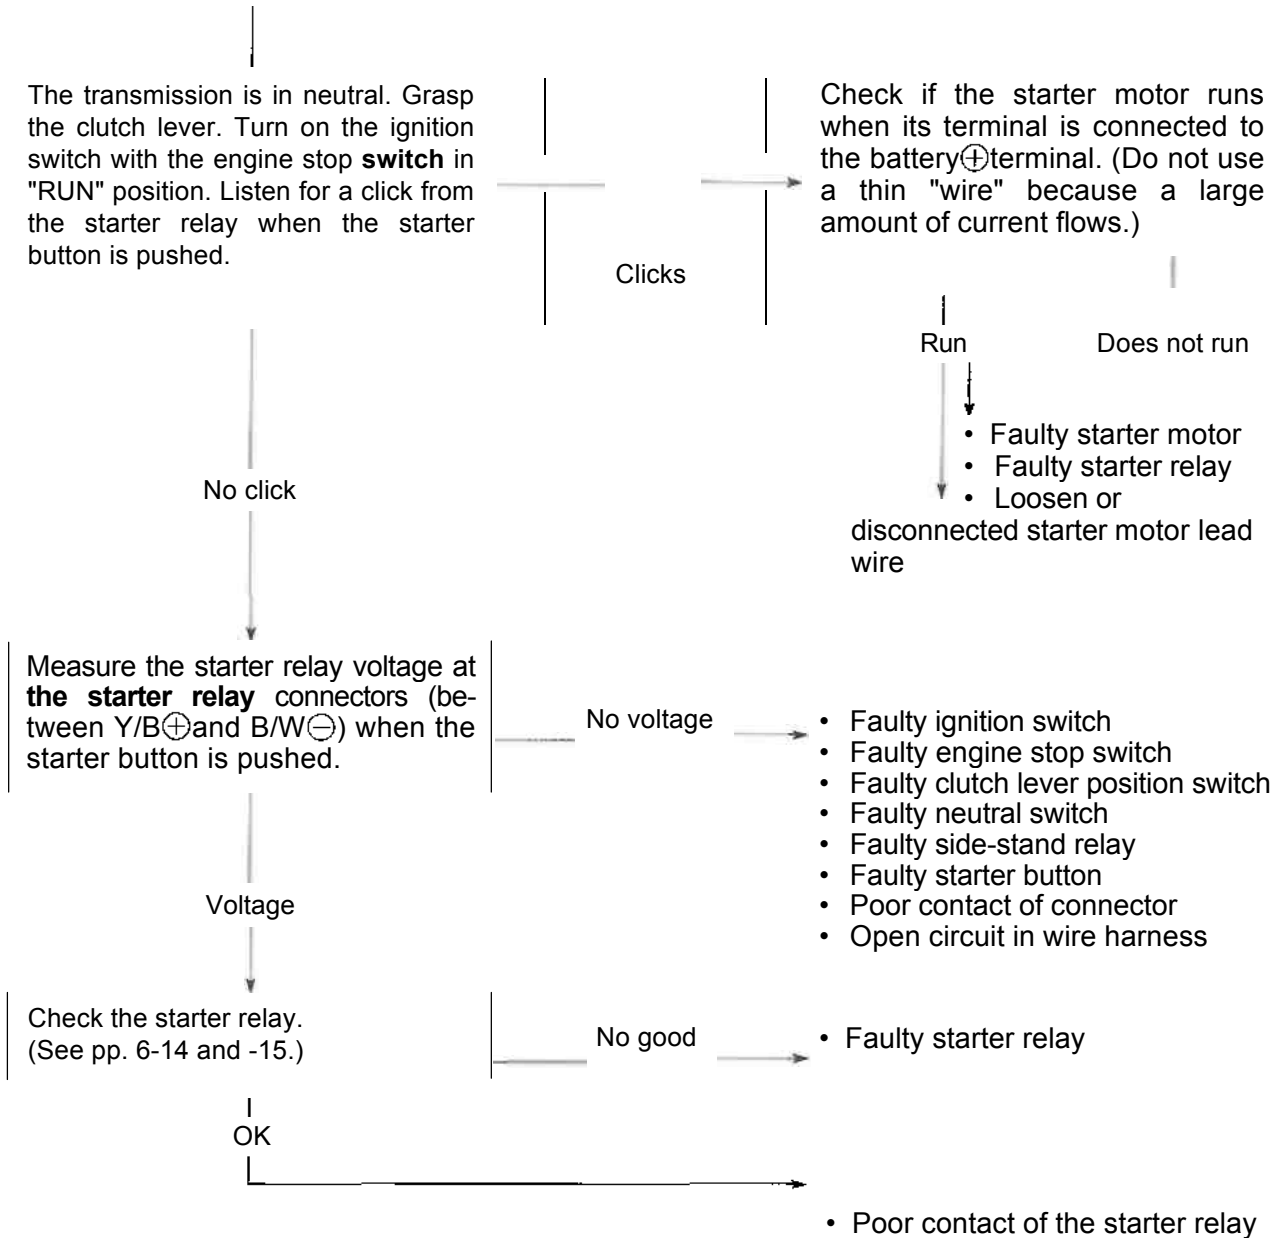 The transmission is in neutral. Grasp
the clutch lever. Turn on the ignition
switch with the engine stop switch in
"RUN" position. Listen for a click from
the starter relay when the starter
button is pushed.
Clicks
Check if the starter motor runs
when its terminal is connected to
the battery⊕terminal. (Do not use
a thin "wire" because a large
amount of current flows.)
Run
Does not run
• Faulty starter motor
• Faulty starter relay
• Loosen or
disconnected starter motor lead
wire
No click
Measure the starter relay voltage at
the starter relay connectors (be-
tween Y/B⊕and B/W⊖) when the
starter button is pushed.
No voltage
• Faulty ignition switch
• Faulty engine stop switch
• Faulty clutch lever position switch
• Faulty neutral switch
• Faulty side-stand relay
• Faulty starter button
• Poor contact of connector
• Open circuit in wire harness
Voltage
Check the starter relay.
(See pp. 6-14 and -15.)
No good
• Faulty starter relay
OK
• Poor contact of the starter relay